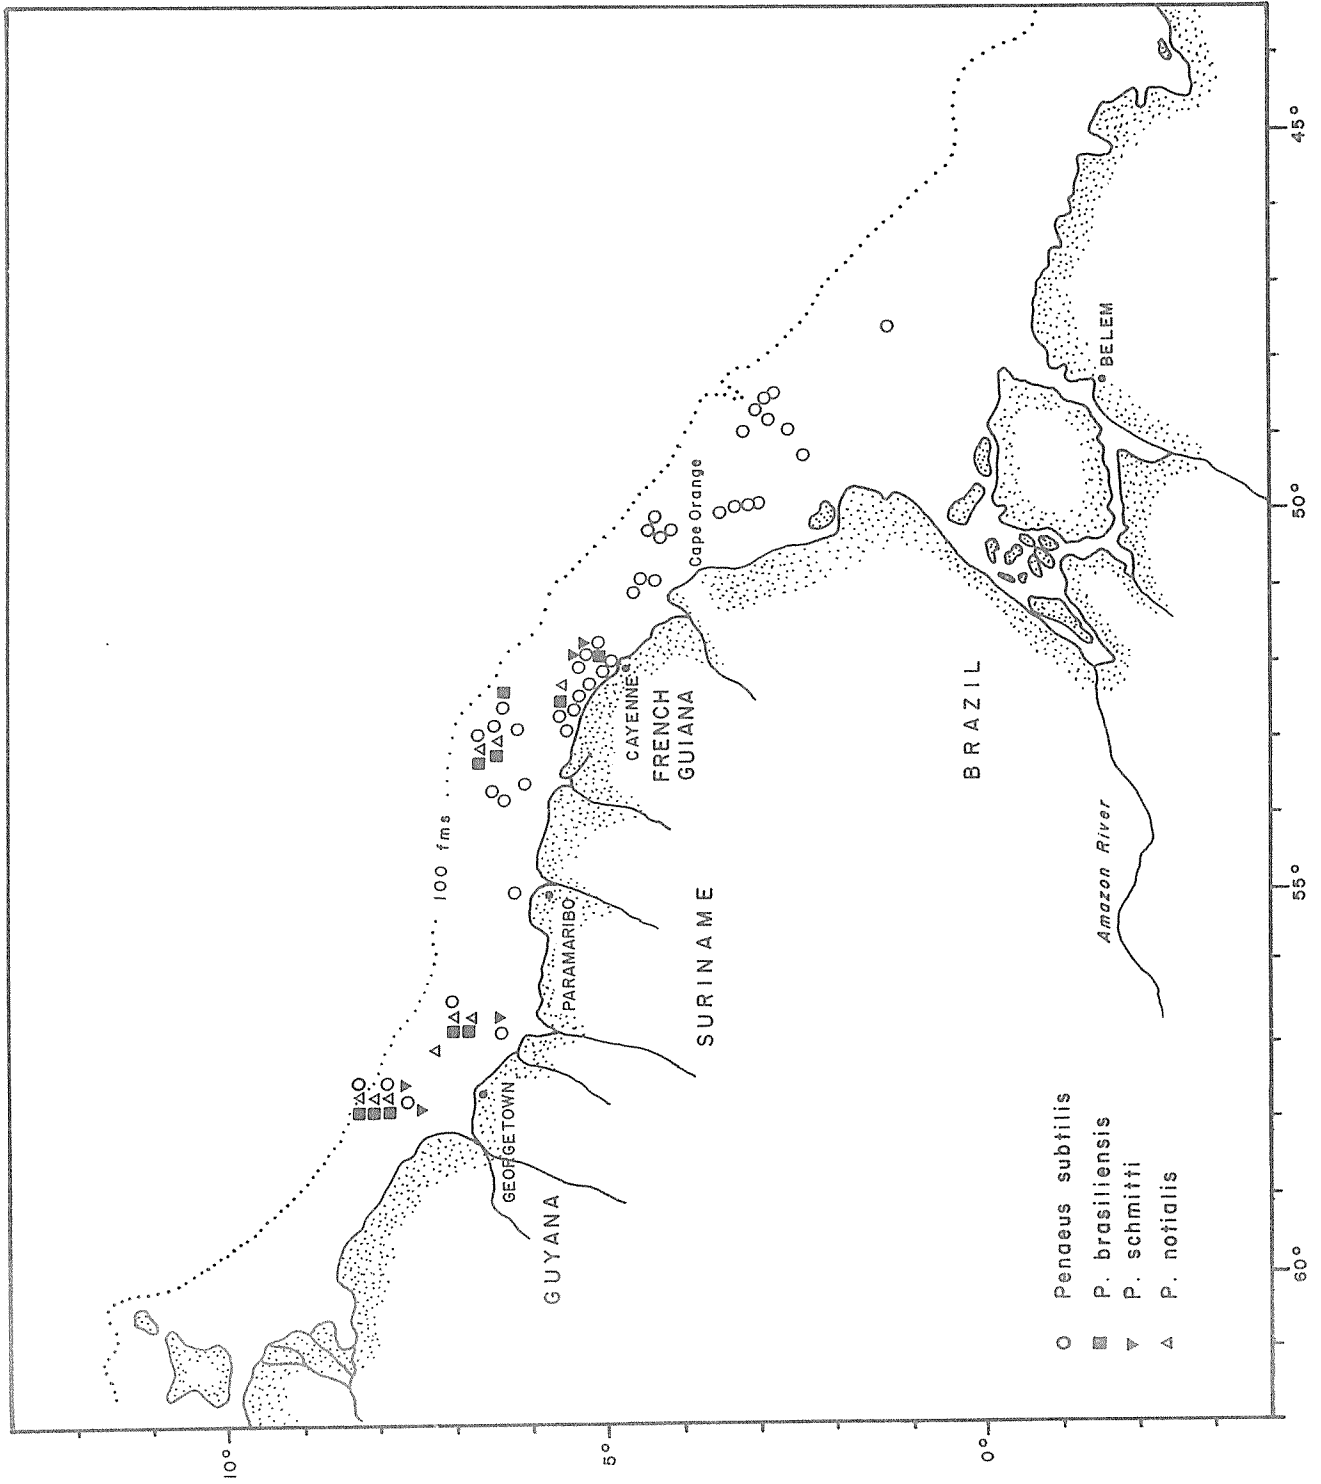 100 fms
Cape Orange
CAYENNE
FRENCH
GUIANA
PARAMARIBO
SURINAME
GEORGETOWN
GUYANA
BRAZIL
Amazon River
BELEM
Penaeus subtilis
P. brasiliensis
P. schmitti
P. notialis
10°
5°
0°
60°
55°
50°
45°